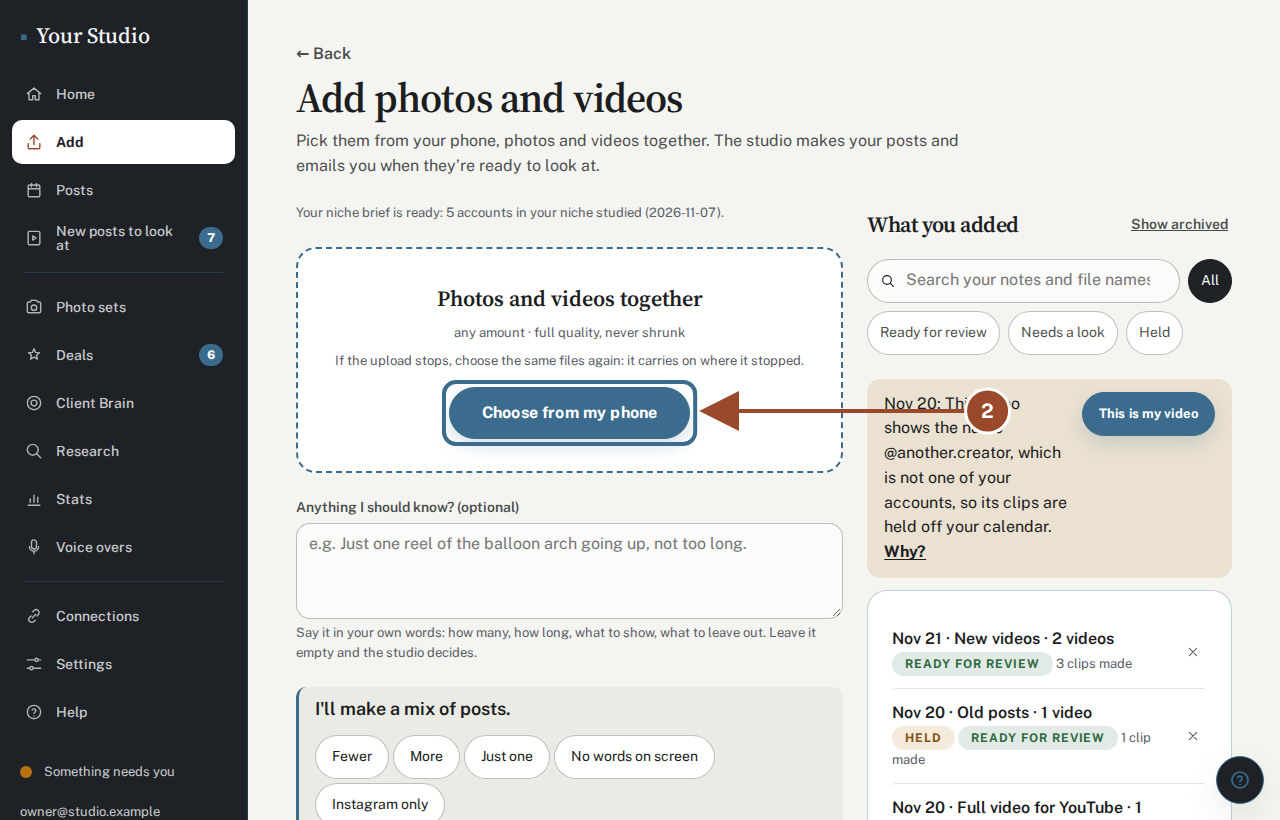 Your Studio
Home
Add
Posts
New posts to look
at
7
Photo sets
Deals
6
Client Brain
Research
Stats
Voice overs
Connections
Settings
Help
Something needs you
owner@studio.example
← Back
Add photos and videos
Pick them from your phone, photos and videos together. The studio makes your posts and
emails you when they’re ready to look at.
Your niche brief is ready: 5 accounts in your niche studied (2026-11-07).
Photos and videos together
any amount · full quality, never shrunk
If the upload stops, choose the same files again: it carries on where it stopped.
Choose from my phone
2
Anything I should know? (optional)
e.g. Just one reel of the balloon arch going up, not too long.
Say it in your own words: how many, how long, what to show, what to leave out. Leave it
empty and the studio decides.
I'll make a mix of posts.
Fewer
More
Just one
No words on screen
Instagram only
What you added
Show archived
Search your notes and file names
All
Ready for review
Needs a look
Held
Nov 20:
shows the
@another.creator, which
is not one of your
accounts, so its clips are
held off your calendar.
Why?
This is my video
Nov 21 · New videos · 2 videos
READY FOR REVIEW 3 clips made
Nov 20 · Old posts · 1 video
HELD READY FOR REVIEW 1 clip
made
Nov 20 · Full video for YouTube · 1